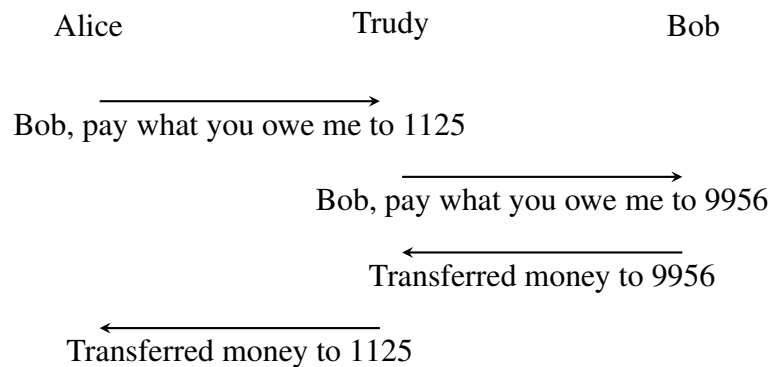 Alice Trudy Bob
Bob, pay what you owe me to 1125
Bob, pay what you owe me to 9956
Transferred money to 9956
Transferred money to 1125